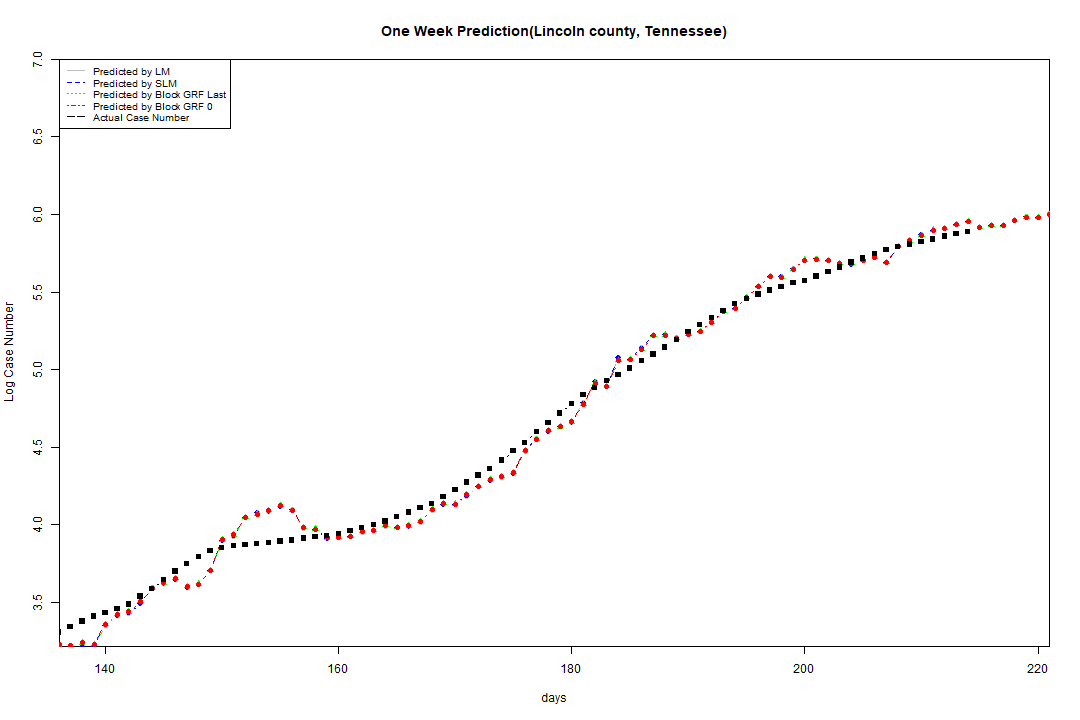 One Week Prediction(Lincoln county, Tennessee)
Predicted by LM
Predicted by SLM
Predicted by Block GRF Last
Predicted by Block GRF 0
Actual Case Number
7.0
6.5
6.0
5.5
5.0
4.5
4.0
3.5
Log Case Number
140 160 180 200 220
days